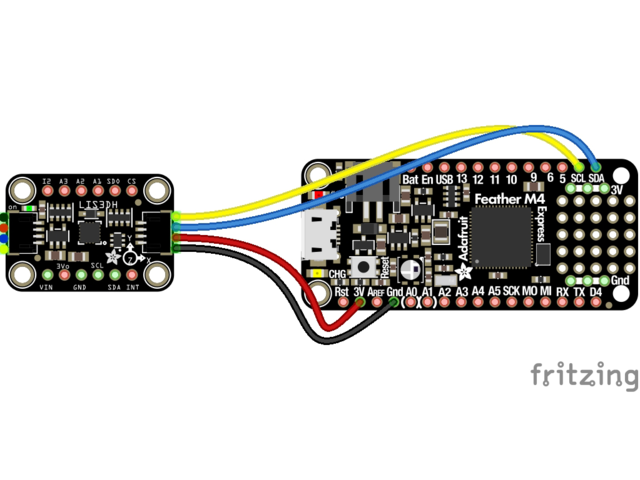 I2 A3 A2 A1 SD0 CS
LIS3DH
on
Y
Z
X
3Vo SCL
VIN GND SDA INT
Bat En USB 13 12 11 10 9 6 5 SCL SDA
3V
Feather M4
Express
Adafruit
Reset
CHG
Gnd
Rst 3V AREF Gnd A0 A1 A2 A3 A4 A5 SCK MO MI RX TX D4
fritzing